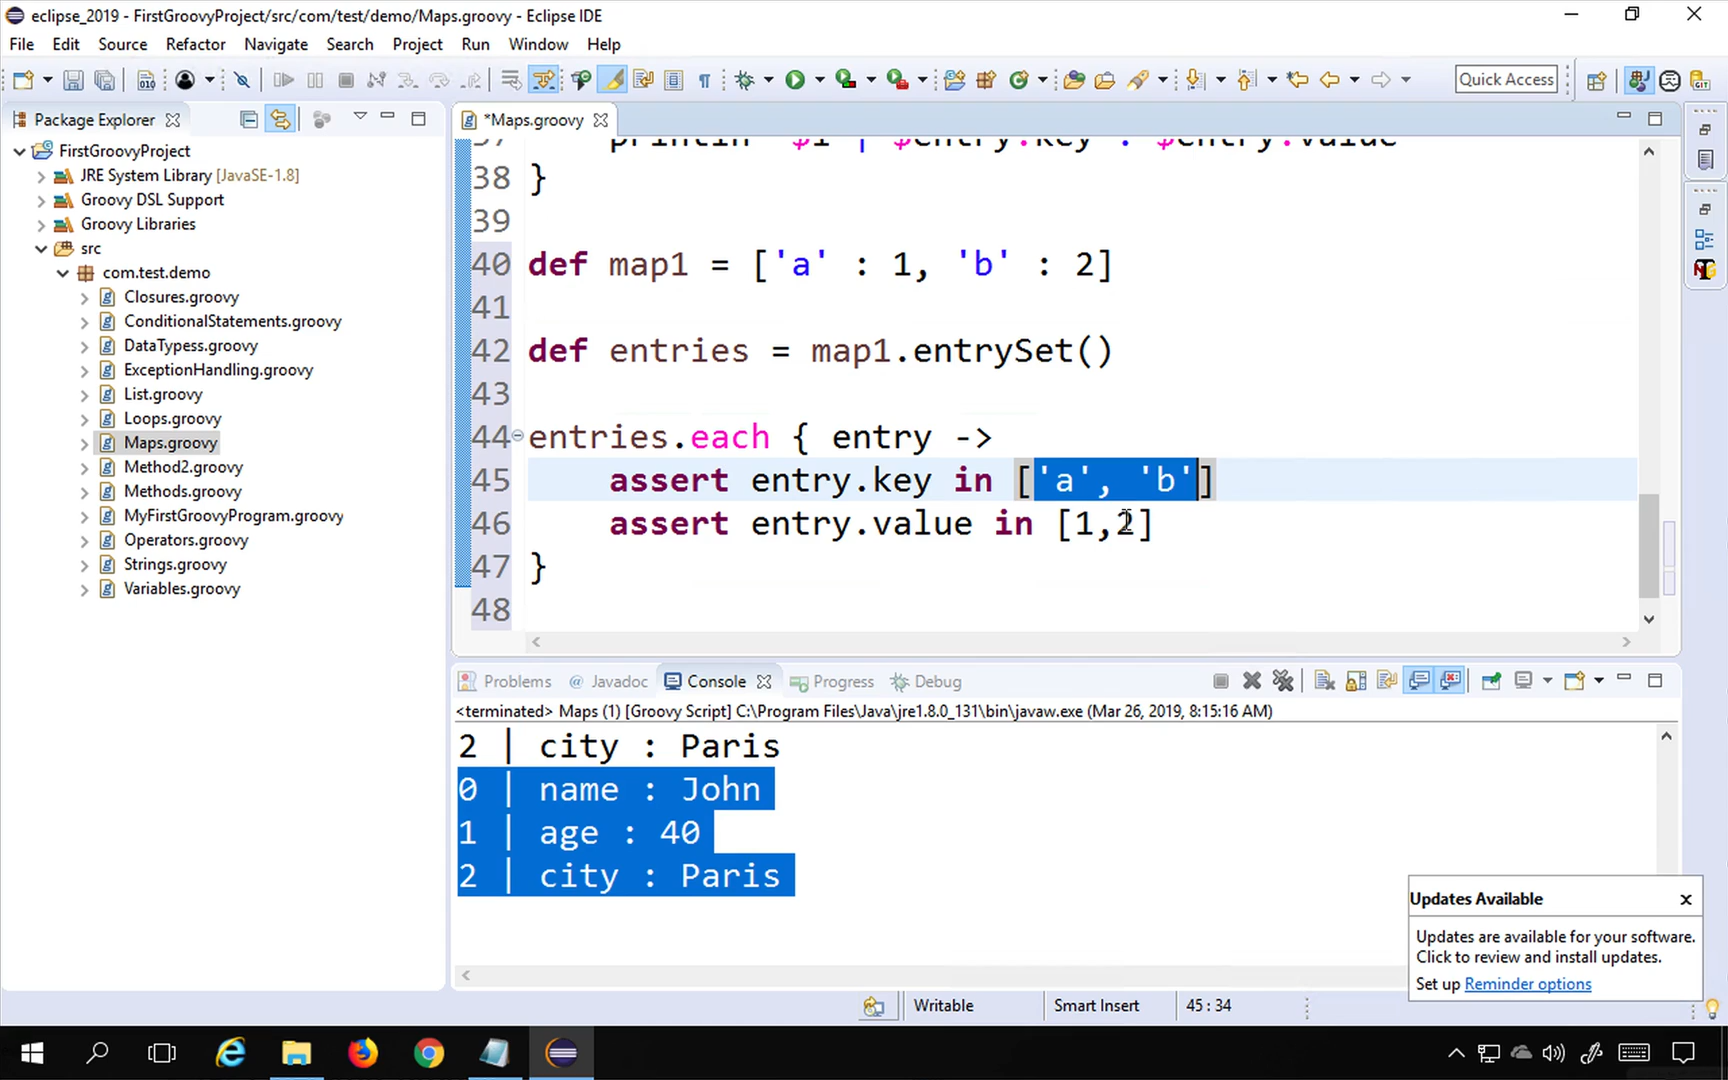 eclipse_2019 - FirstGroovyProject/src/com/test/demo/Maps.groovy - Eclipse IDE
File Edit Source Refactor Navigate Search Project Run Window Help
Quick Access
Package Explorer
*Maps.groovy
FirstGroovyProject
JRE System Library [JavaSE-1.8]
Groovy DSL Support
Groovy Libraries
src
com.test.demo
Closures.groovy
ConditionalStatements.groovy
DataTypess.groovy
ExceptionHandling.groovy
List.groovy
Loops.groovy
Maps.groovy
Method2.groovy
Methods.groovy
MyFirstGroovyProgram.groovy
Operators.groovy
Strings.groovy
Variables.groovy
37 println "$i | $entry.key : $entry.value
38 }
39
40 def map1 = ['a' : 1, 'b' : 2]
41
42 def entries = map1.entrySet()
43
44 entries.each { entry ->
45 assert entry.key in ['a', 'b']
46 assert entry.value in [1,2]
47 }
48
Problems @ Javadoc Console Progress Debug
<terminated> Maps (1) [Groovy Script] C:\Program Files\Java\jre1.8.0_131\bin\javaw.exe (Mar 26, 2019, 8:15:16 AM)
2 | city : Paris
0 | name : John
1 | age : 40
2 | city : Paris
Updates Available
Updates are available for your software.
Click to review and install updates.
Set up Reminder options
Writable Smart Insert 45 : 34